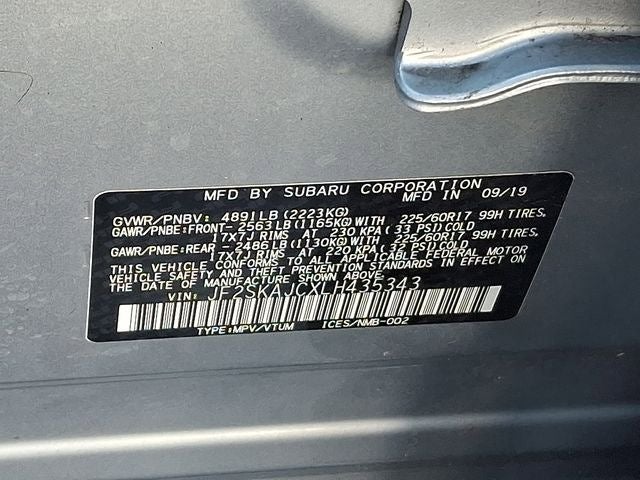 MFD BY SUBARU CORPORATION
MFD IN 09/19
GVWR/PNBV: 4891LB(2223KG)
GAWR/PNBE:FRONT-2563LB(1165KG)WITH 225/60R17 99H TIRES,
17X7J RIMS AT 230 KPA(33 PSI)COLD
GAWR/PNBE:REAR -2486LB(1130KG)WITH 225/60R17 99H TIRES,
17X7J RIMS AT 220 KPA(32 PSI)COLD
THIS VEHICLE CONFORMS TO ALL APPLICABLE FEDERAL MOTOR
VEHICLE SAFETY AND BUMPER STANDARDS IN EFFECT ON
THE DATE OF MANUFACTURE SHOWN ABOVE.
VIN: JF2SKAJCXLH435343
TYPE:MPV/VTUM ICES/NMB-002